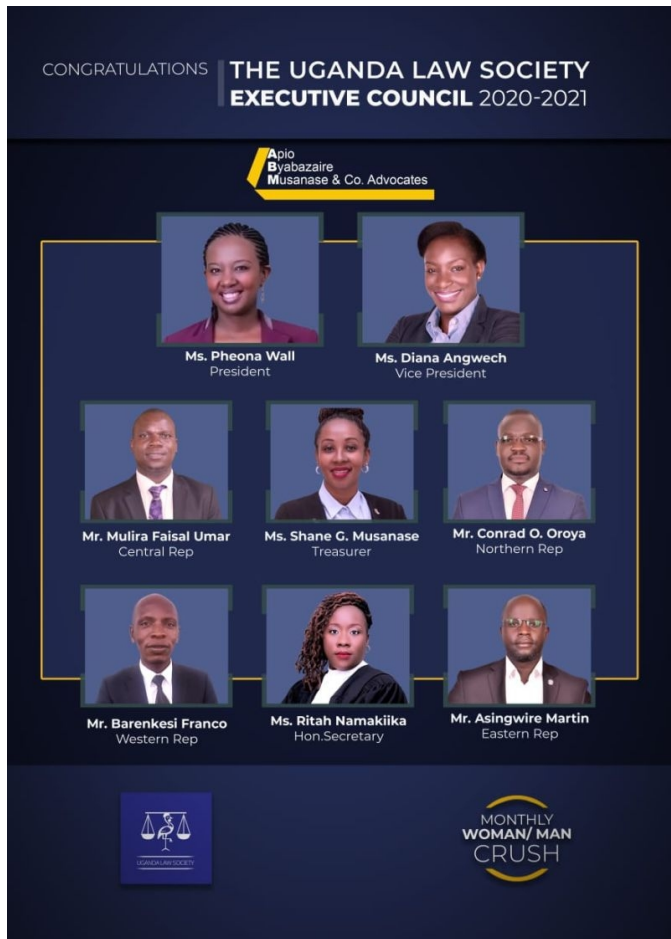 CONGRATULATIONS
THE UGANDA LAW SOCIETY
EXECUTIVE COUNCIL 2020-2021
Apio
Byabazaire
Musanase & Co. Advocates
Ms. Pheona Wall
President
Ms. Diana Angwech
Vice President
Mr. Mulira Faisal Umar
Central Rep
Ms. Shane G. Musanase
Treasurer
Mr. Conrad O. Oroya
Northern Rep
Mr. Barenkesi Franco
Western Rep
Ms. Ritah Namakiika
Hon.Secretary
Mr. Asingwire Martin
Eastern Rep
UGANDA LAW SOCIETY
MONTHLY
WOMAN/ MAN
CRUSH